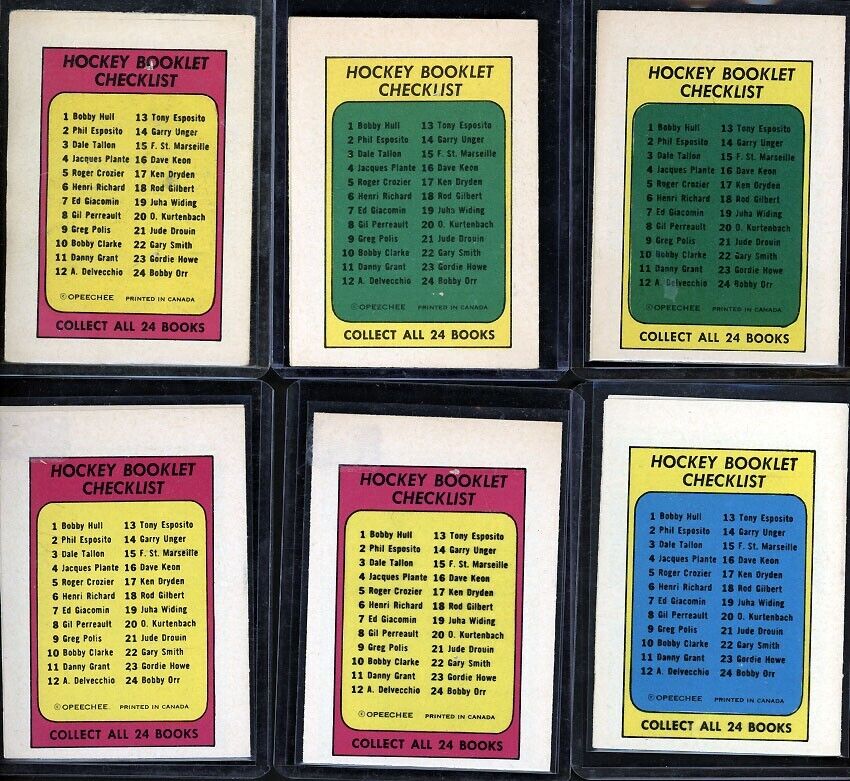 HOCKEY BOOKLET
CHECKLIST
1 Bobby Hull 13 Tony Esposito
2 Phil Esposito 14 Garry Unger
3 Dale Tallon 15 F. St. Marseille
4 Jacques Plante 16 Dave Keon
5 Roger Crozier 17 Ken Dryden
6 Henri Richard 18 Rod Gilbert
7 Ed Giacomin 19 Juha Widing
8 Gil Perreault 20 O. Kurtenbach
9 Greg Polis 21 Jude Drouin
10 Bobby Clarke 22 Gary Smith
11 Danny Grant 23 Gordie Howe
12 A. Delvecchio 24 Bobby Orr
© OPEECHEE PRINTED IN CANADA
COLLECT ALL 24 BOOKS
HOCKEY BOOKLET
CHECKLIST
1 Bobby Hull 13 Tony Esposito
2 Phil Esposito 14 Garry Unger
3 Dale Tallon 15 F. St. Marseille
4 Jacques Plante 16 Dave Keon
5 Roger Crozier 17 Ken Dryden
6 Henri Richard 18 Rod Gilbert
7 Ed Giacomin 19 Juha Widing
8 Gil Perreault 20 O. Kurtenbach
9 Greg Polis 21 Jude Drouin
10 Bobby Clarke 22 Gary Smith
11 Danny Grant 23 Gordie Howe
12 A. Delvecchio 24 Bobby Orr
© OPEECHEE PRINTED IN CANADA
COLLECT ALL 24 BOOKS
HOCKEY BOOKLET
CHECKLIST
1 Bobby Hull 13 Tony Esposito
2 Phil Esposito 14 Garry Unger
3 Dale Tallon 15 F. St. Marseille
4 Jacques Plante 16 Dave Keon
5 Roger Crozier 17 Ken Dryden
6 Henri Richard 18 Rod Gilbert
7 Ed Giacomin 19 Juha Widing
8 Gil Perreault 20 O. Kurtenbach
9 Greg Polis 21 Jude Drouin
10 Bobby Clarke 22 Gary Smith
11 Danny Grant 23 Gordie Howe
12 A. Delvecchio 24 Bobby Orr
© OPEECHEE PRINTED IN CANADA
COLLECT ALL 24 BOOKS
HOCKEY BOOKLET
CHECKLIST
1 Bobby Hull 13 Tony Esposito
2 Phil Esposito 14 Garry Unger
3 Dale Tallon 15 F. St. Marseille
4 Jacques Plante 16 Dave Keon
5 Roger Crozier 17 Ken Dryden
6 Henri Richard 18 Rod Gilbert
7 Ed Giacomin 19 Juha Widing
8 Gil Perreault 20 O. Kurtenbach
9 Greg Polis 21 Jude Drouin
10 Bobby Clarke 22 Gary Smith
11 Danny Grant 23 Gordie Howe
12 A. Delvecchio 24 Bobby Orr
© OPEECHEE PRINTED IN CANADA
COLLECT ALL 24 BOOKS
HOCKEY BOOKLET
CHECKLIST
1 Bobby Hull 13 Tony Esposito
2 Phil Esposito 14 Garry Unger
3 Dale Tallon 15 F. St. Marseille
4 Jacques Plante 16 Dave Keon
5 Roger Crozier 17 Ken Dryden
6 Henri Richard 18 Rod Gilbert
7 Ed Giacomin 19 Juha Widing
8 Gil Perreault 20 O. Kurtenbach
9 Greg Polis 21 Jude Drouin
10 Bobby Clarke 22 Gary Smith
11 Danny Grant 23 Gordie Howe
12 A. Delvecchio 24 Bobby Orr
© OPEECHEE PRINTED IN CANADA
COLLECT ALL 24 BOOKS
HOCKEY BOOKLET
CHECKLIST
1 Bobby Hull 13 Tony Esposito
2 Phil Esposito 14 Garry Unger
3 Dale Tallon 15 F. St. Marseille
4 Jacques Plante 16 Dave Keon
5 Roger Crozier 17 Ken Dryden
6 Henri Richard 18 Rod Gilbert
7 Ed Giacomin 19 Juha Widing
8 Gil Perreault 20 O. Kurtenbach
9 Greg Polis 21 Jude Drouin
10 Bobby Clarke 22 Gary Smith
11 Danny Grant 23 Gordie Howe
12 A. Delvecchio 24 Bobby Orr
© OPEECHEE PRINTED IN CANADA
COLLECT ALL 24 BOOKS